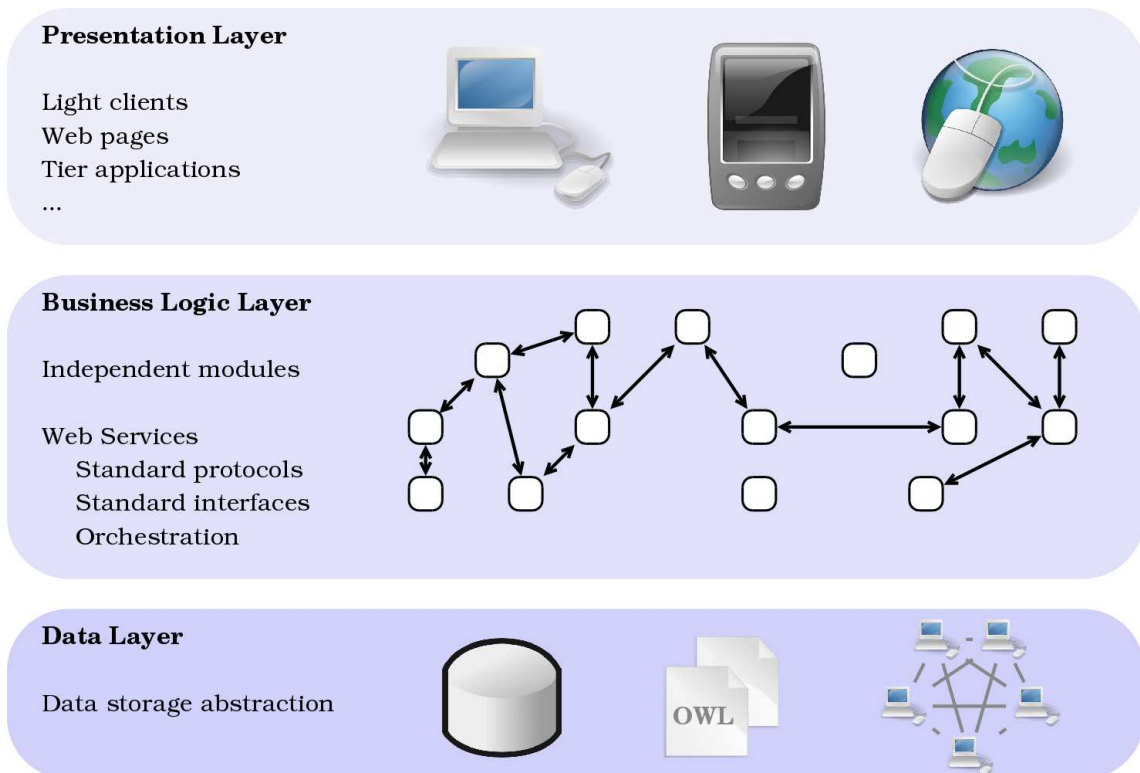 Presentation Layer
Light clients
Web pages
Tier applications
...
Business Logic Layer
Independent modules
Web Services
Standard protocols
Standard interfaces
Orchestration
Data Layer
Data storage abstraction
OWL